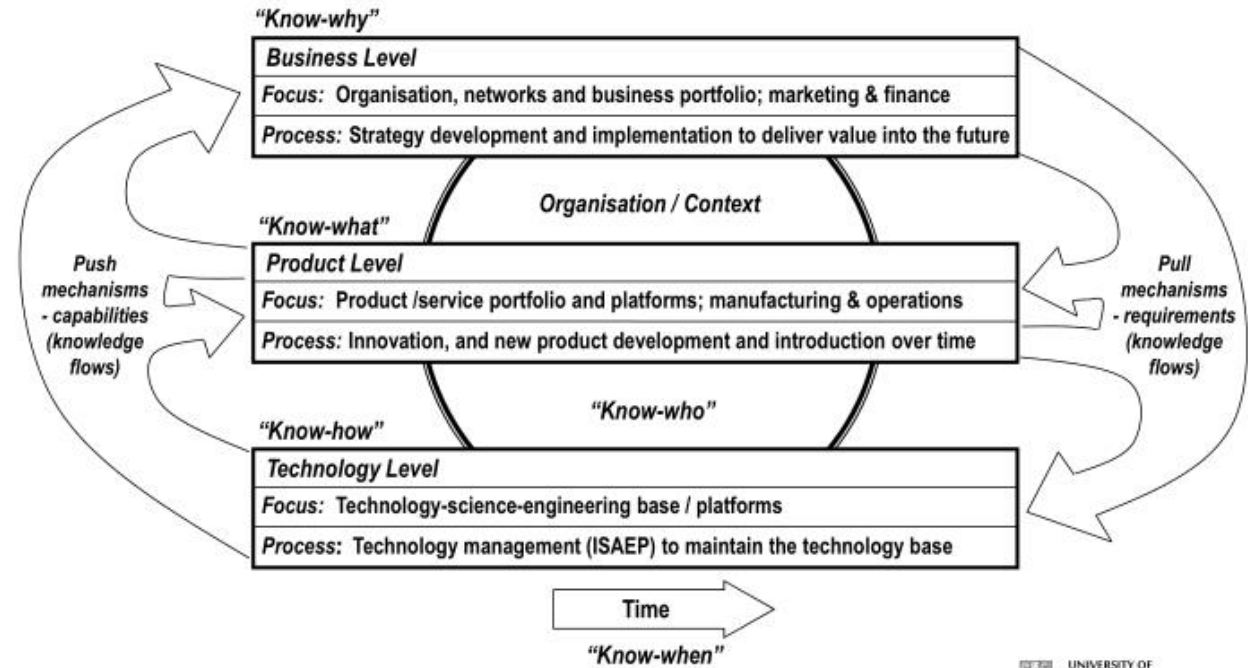 “Know-why”
Business Level
Focus: Organisation, networks and business portfolio; marketing & finance
Process: Strategy development and implementation to deliver value into the future
Organisation / Context
“Know-what”
Product Level
Focus: Product /service portfolio and platforms; manufacturing & operations
Process: Innovation, and new product development and introduction over time
Push
mechanisms
- capabilities
(knowledge
flows)
Pull
mechanisms
- requirements
(knowledge
flows)
“Know-who”
“Know-how”
Technology Level
Focus: Technology-science-engineering base / platforms
Process: Technology management (ISAEP) to maintain the technology base
Time
“Know-when”
UNIVERSITY OF